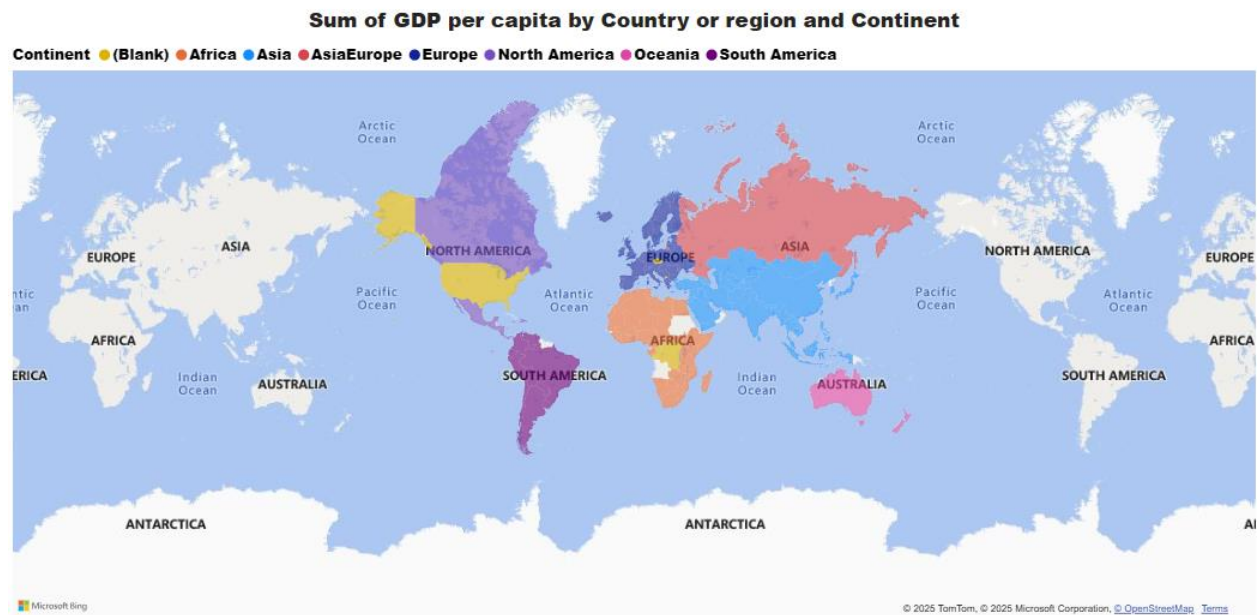 Sum of GDP per capita by Country or region and Continent
Continent (Blank) Africa Asia AsiaEurope Europe North America Oceania South America
Arctic
Ocean
Arctic
Ocean
ASIA
NORTH AMERICA
ASIA
NORTH AMERICA
EUROPE
EUROPE
EUROPE
ntic
an
Pacific
Ocean
Atlantic
Ocean
Pacific
Ocean
Atlantic
Ocean
AFRICA
AFRICA
AFRICA
ERICA
Indian
Ocean
AUSTRALIA
SOUTH AMERICA
Indian
Ocean
AUSTRALIA
SOUTH AMERICA
ANTARCTICA
ANTARCTICA
A
Microsoft Bing
© 2025 TomTom, © 2025 Microsoft Corporation, © OpenStreetMap Terms